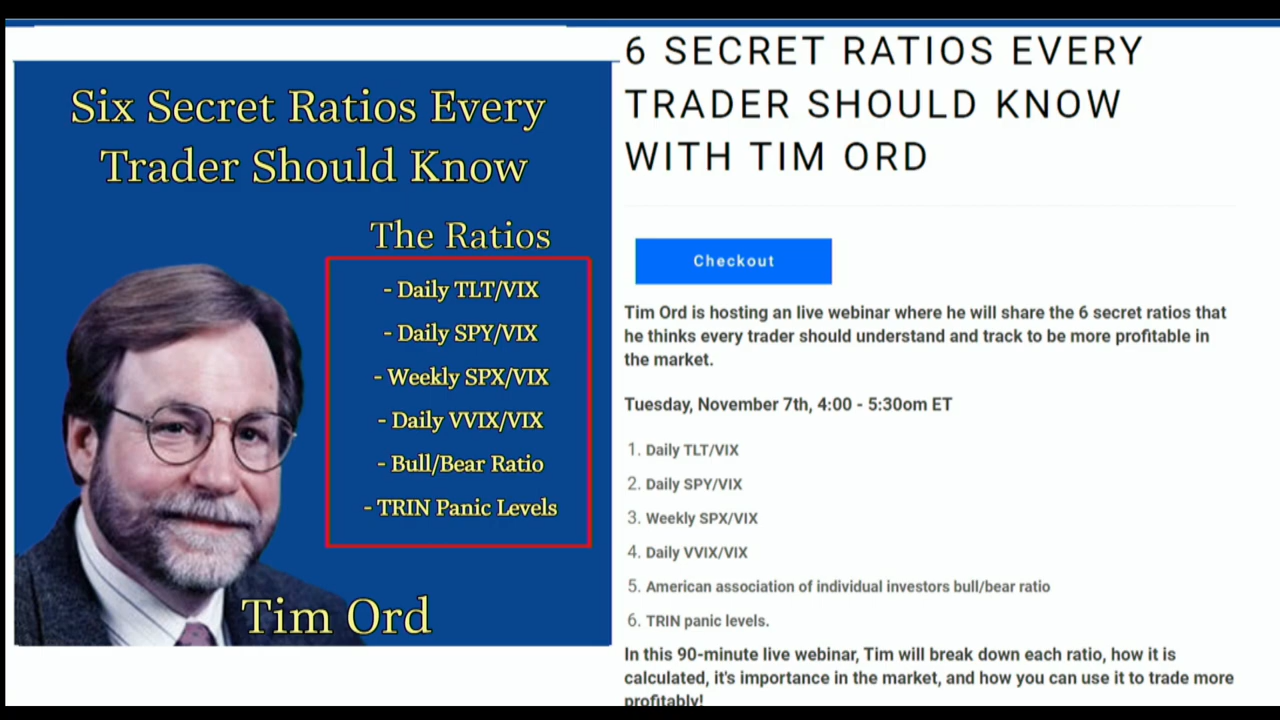 Six Secret Ratios Every
Trader Should Know
The Ratios
- Daily TLT/VIX
- Daily SPY/VIX
- Weekly SPX/VIX
- Daily VVIX/VIX
- Bull/Bear Ratio
- TRIN Panic Levels
Tim Ord
6 SECRET RATIOS EVERY
TRADER SHOULD KNOW
WITH TIM ORD
Checkout
Tim Ord is hosting an live webinar where he will share the 6 secret ratios that
he thinks every trader should understand and track to be more profitable in
the market.
Tuesday, November 7th, 4:00 - 5:30om ET
1. Daily TLT/VIX
2. Daily SPY/VIX
3. Weekly SPX/VIX
4. Daily VVIX/VIX
5. American association of individual investors bull/bear ratio
6. TRIN panic levels.
In this 90-minute live webinar, Tim will break down each ratio, how it is
calculated, it's importance in the market, and how you can use it to trade more
profitably!